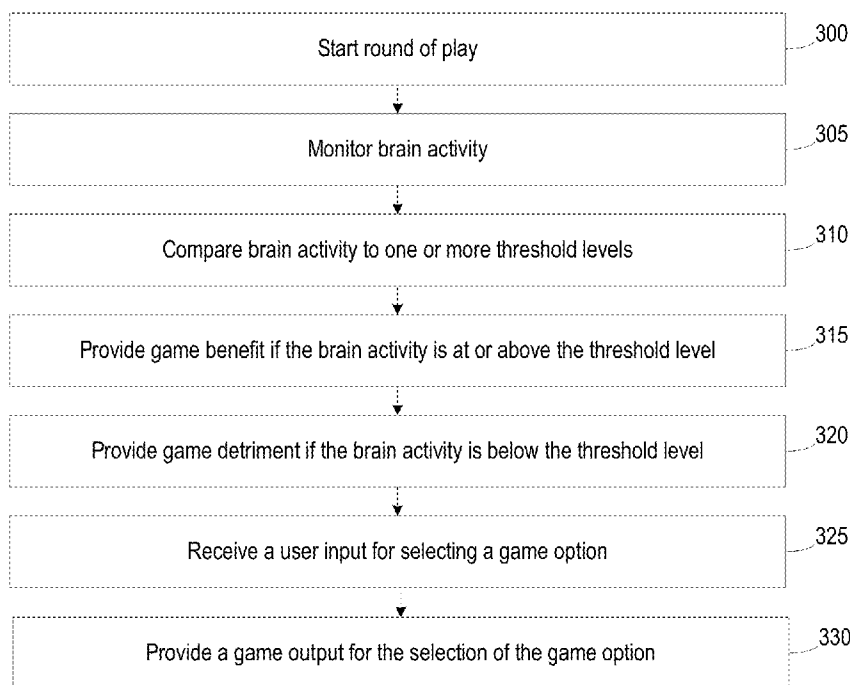 Start round of play
300
Monitor brain activity
305
Compare brain activity to one or more threshold levels
310
Provide game benefit if the brain activity is at or above the threshold level
315
Provide game detriment if the brain activity is below the threshold level
320
Receive a user input for selecting a game option
325
Provide a game output for the selection of the game option
330